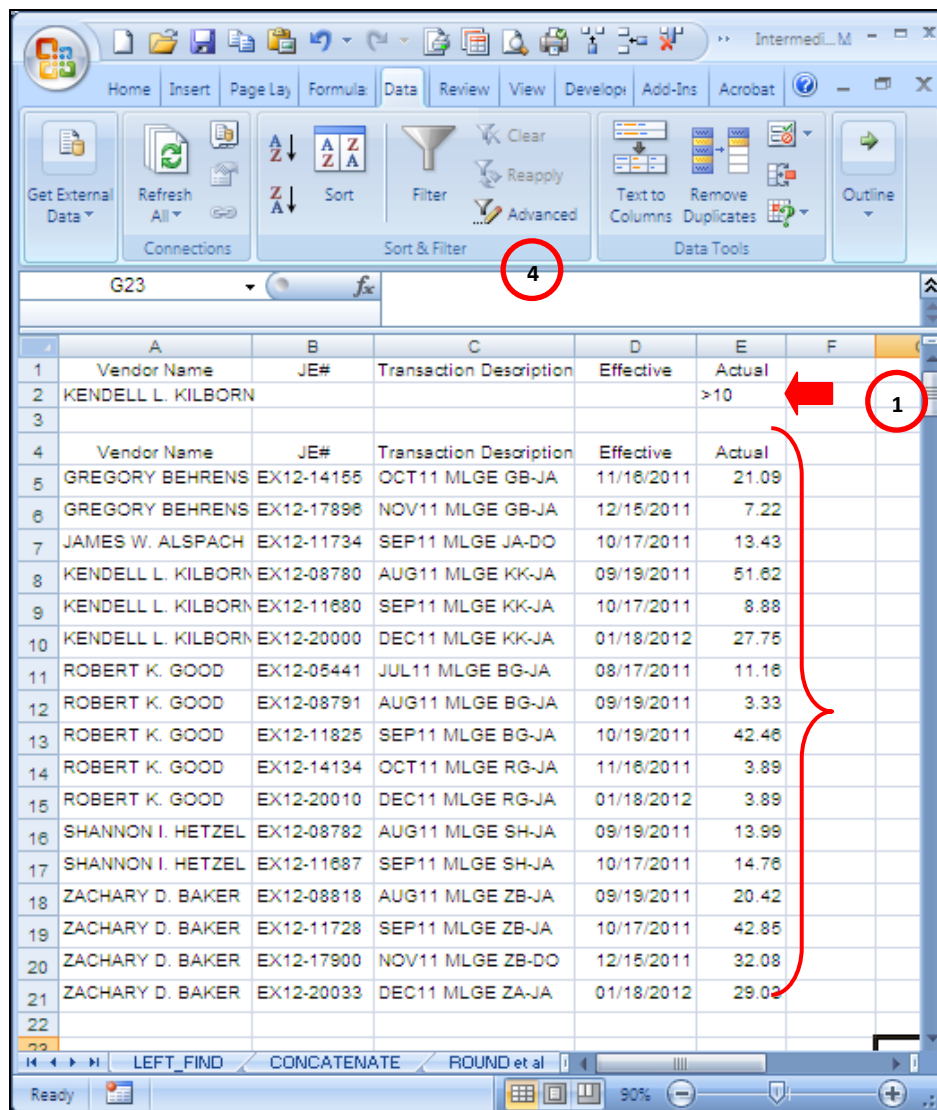 Intermedi...M
Home Insert Page Lay Formula: Data Review View Develope Add-Ins Acrobat
Get External Data
Refresh All
Connections
Sort
Filter
Clear
Reapply
Advanced
Sort & Filter
Text to Columns
Remove Duplicates
Data Tools
Outline
4
G23 fx
A B C D E F
1 Vendor Name JE# Transaction Description Effective Actual
2 KENDELL L. KILBORN >10
1
3
4 Vendor Name JE# Transaction Description Effective Actual
5 GREGORY BEHRENS EX12-14155 OCT11 MLGE GB-JA 11/16/2011 21.09
6 GREGORY BEHRENS EX12-17896 NOV11 MLGE GB-JA 12/15/2011 7.22
7 JAMES W. ALSPACH EX12-11734 SEP11 MLGE JA-DO 10/17/2011 13.43
8 KENDELL L. KILBORN EX12-08780 AUG11 MLGE KK-JA 09/19/2011 51.62
9 KENDELL L. KILBORN EX12-11680 SEP11 MLGE KK-JA 10/17/2011 8.88
10 KENDELL L. KILBORN EX12-20000 DEC11 MLGE KK-JA 01/18/2012 27.75
11 ROBERT K. GOOD EX12-05441 JUL11 MLGE BG-JA 08/17/2011 11.16
12 ROBERT K. GOOD EX12-08791 AUG11 MLGE BG-JA 09/19/2011 3.33
13 ROBERT K. GOOD EX12-11825 SEP11 MLGE BG-JA 10/19/2011 42.46
14 ROBERT K. GOOD EX12-14134 OCT11 MLGE RG-JA 11/16/2011 3.89
15 ROBERT K. GOOD EX12-20010 DEC11 MLGE RG-JA 01/18/2012 3.89
16 SHANNON I. HETZEL EX12-08782 AUG11 MLGE SH-JA 09/19/2011 13.99
17 SHANNON I. HETZEL EX12-11687 SEP11 MLGE SH-JA 10/17/2011 14.76
18 ZACHARY D. BAKER EX12-08818 AUG11 MLGE ZB-JA 09/19/2011 20.42
19 ZACHARY D. BAKER EX12-11728 SEP11 MLGE ZB-JA 10/17/2011 42.85
20 ZACHARY D. BAKER EX12-17900 NOV11 MLGE ZB-DO 12/15/2011 32.08
21 ZACHARY D. BAKER EX12-20033 DEC11 MLGE ZA-JA 01/18/2012 29.03
22
23
LEFT_FIND CONCATENATE ROUND et al
Ready 90%